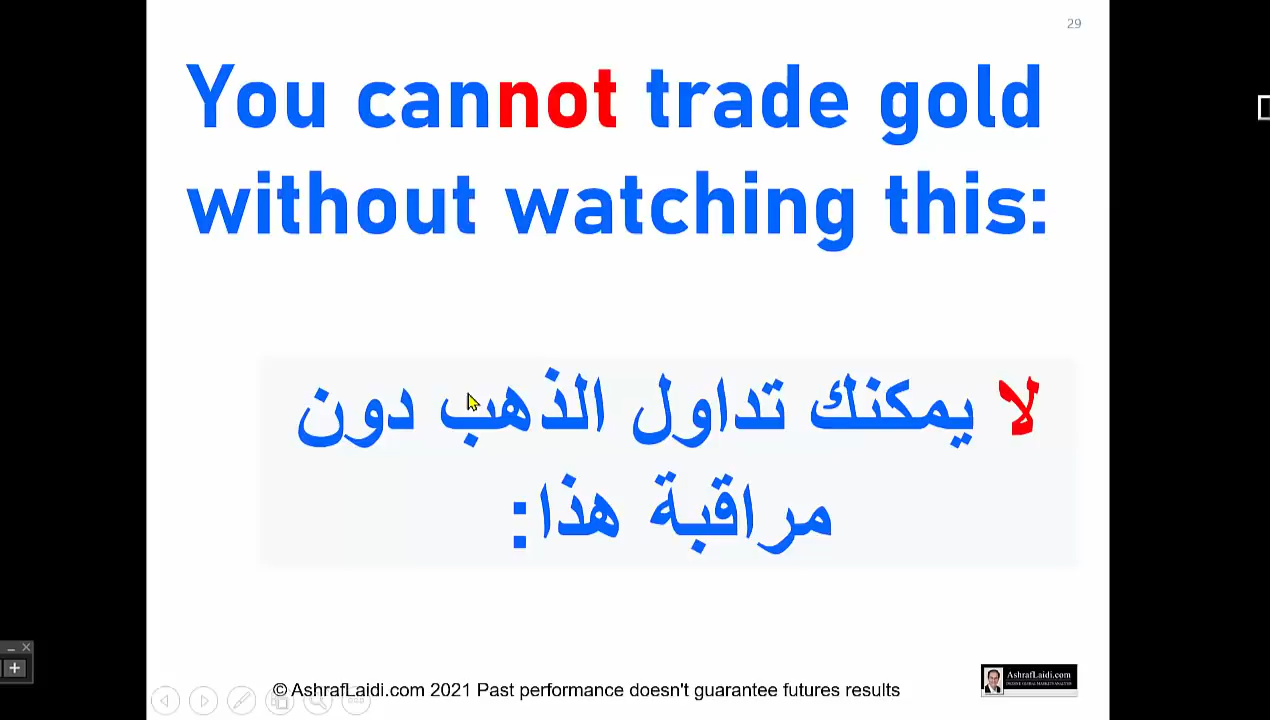 29
You cannot trade gold
without watching this:
لا يمكنك تداول الذهب دون
مراقبة هذا:
© AshrafLaidi.com 2021 Past performance doesn't guarantee futures results
AshrafLaidi.com